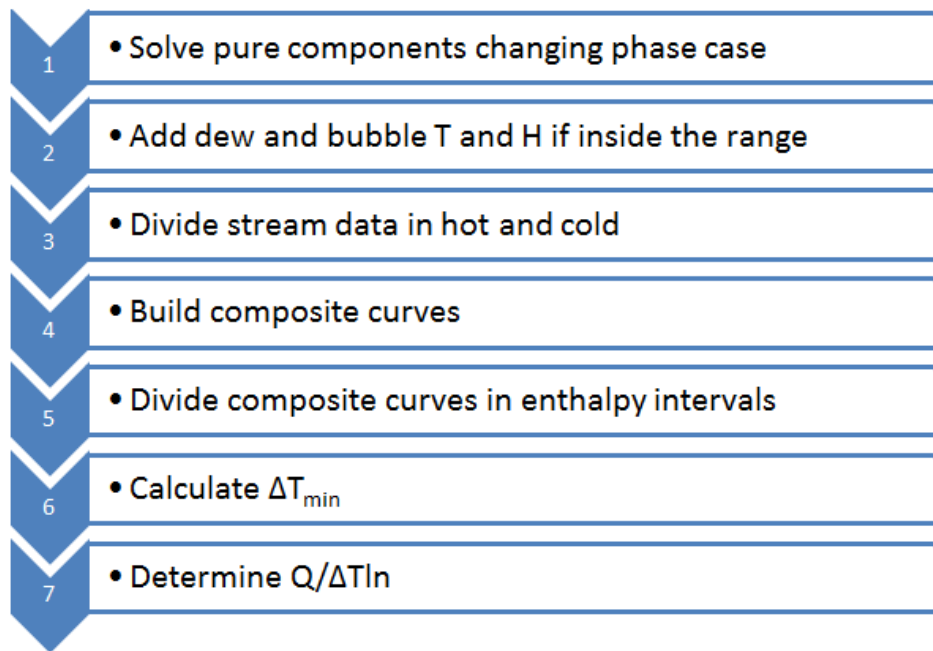 1
• Solve pure components changing phase case
2
• Add dew and bubble T and H if inside the range
3
• Divide stream data in hot and cold
4
• Build composite curves
5
• Divide composite curves in enthalpy intervals
6
• Calculate ΔTmin
7
• Determine Q/ΔTln